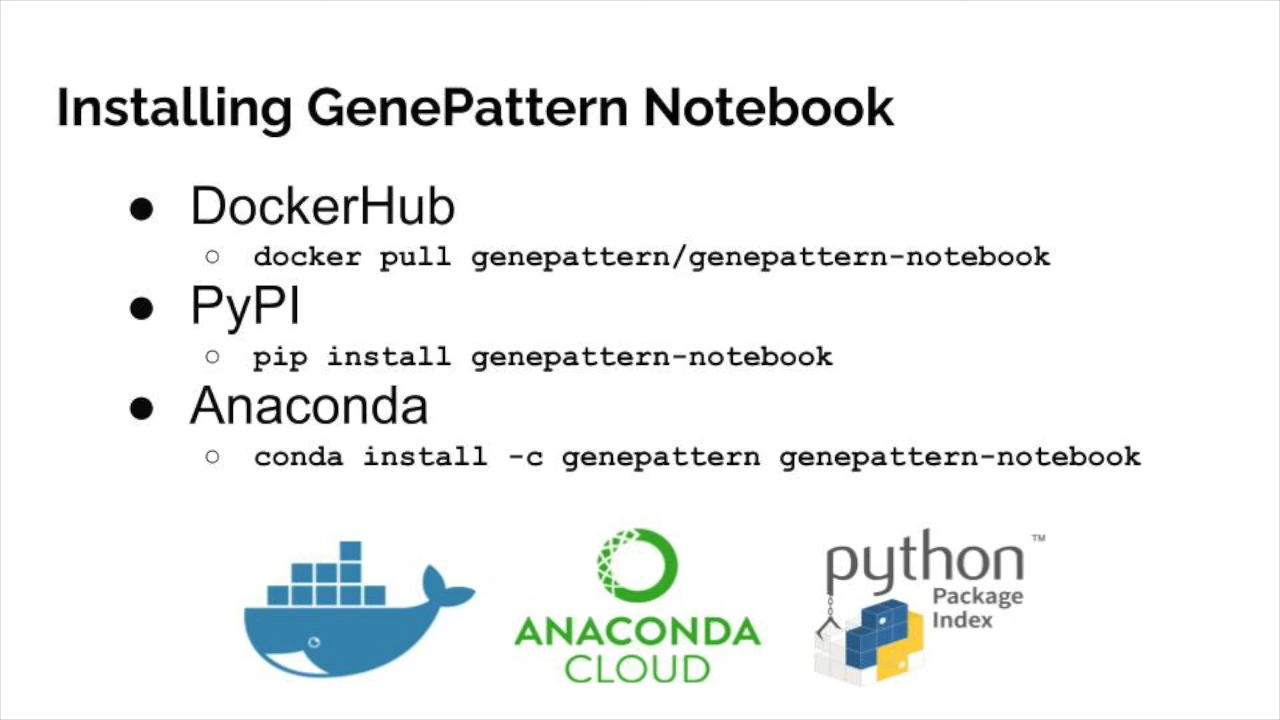 Installing GenePattern Notebook
● DockerHub
○ docker pull genepattern/genepattern-notebook
● PyPI
○ pip install genepattern-notebook
● Anaconda
○ conda install -c genepattern genepattern-notebook
ANACONDA
CLOUD
python™
Package
Index